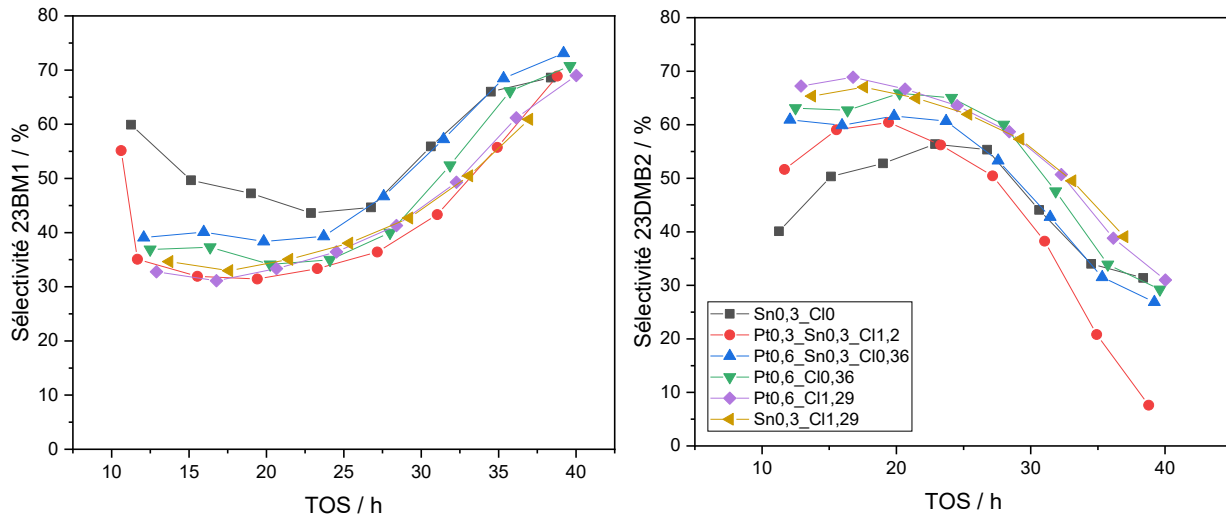 Sélectivité 23BM1 / %
80
70
60
50
40
30
20
10
0
10
15
20
25
30
35
40
TOS / h
Sélectivité 23DMB2 / %
80
70
60
50
40
30
20
10
0
Sn0,3_Cl0
Pt0,3_Sn0,3_Cl1,2
Pt0,6_Sn0,3_Cl0,36
Pt0,6_Cl0,36
Pt0,6_Cl1,29
Sn0,3_Cl1,29
10
20
30
40
TOS / h